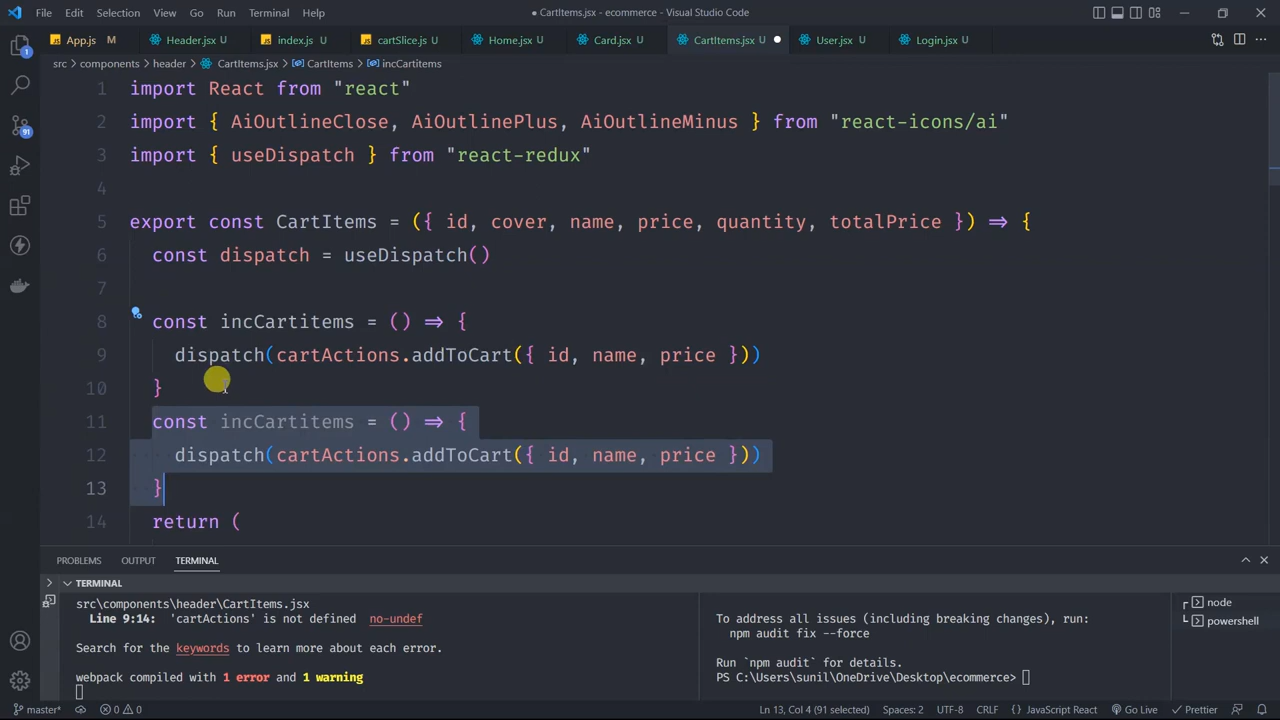 File Edit Selection View Go Run Terminal Help
● CartItems.jsx - ecommerce - Visual Studio Code
App.js M Header.jsx U index.js U cartSlice.js U Home.jsx U Card.jsx U CartItems.jsx U ● User.jsx U Login.jsx U
src > components > header > CartItems.jsx > CartItems > incCartitems
1 import React from "react"
2 import { AiOutlineClose, AiOutlinePlus, AiOutlineMinus } from "react-icons/ai"
3 import { useDispatch } from "react-redux"
4
5 export const CartItems = ({ id, cover, name, price, quantity, totalPrice }) => {
6 const dispatch = useDispatch()
7
8 const incCartitems = () => {
9 dispatch(cartActions.addToCart({ id, name, price }))
10 }
11 const incCartitems = () => {
12 dispatch(cartActions.addToCart({ id, name, price }))
13 }
14 return (
1
91
PROBLEMS OUTPUT TERMINAL
TERMINAL
src\components\header\CartItems.jsx
Line 9:14: 'cartActions' is not defined no-undef
Search for the keywords to learn more about each error.
webpack compiled with 1 error and 1 warning
To address all issues (including breaking changes), run:
npm audit fix --force
Run `npm audit` for details.
PS C:\Users\sunil\OneDrive\Desktop\ecommerce>
node
powershell
master* 0 0 Ln 13, Col 4 (91 selected) Spaces: 2 UTF-8 CRLF JavaScript React Go Live Prettier